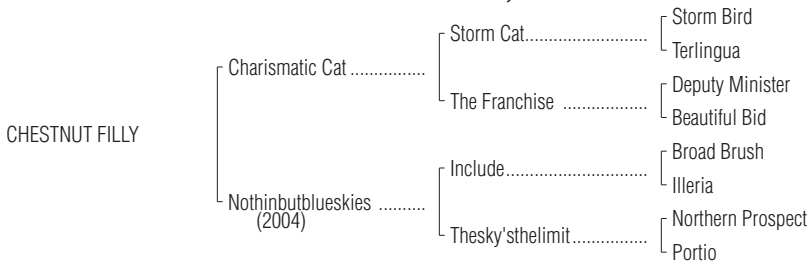 Storm Bird
Storm Cat..............................
Terlingua
Charismatic Cat ................
Deputy Minister
The Franchise .....................
Beautiful Bid
CHESTNUT FILLY
Broad Brush
Include...................................
Illeria
Nothinbutblueskies ..........
(2004)
Northern Prospect
Thesky'sthelimit...................
Portio